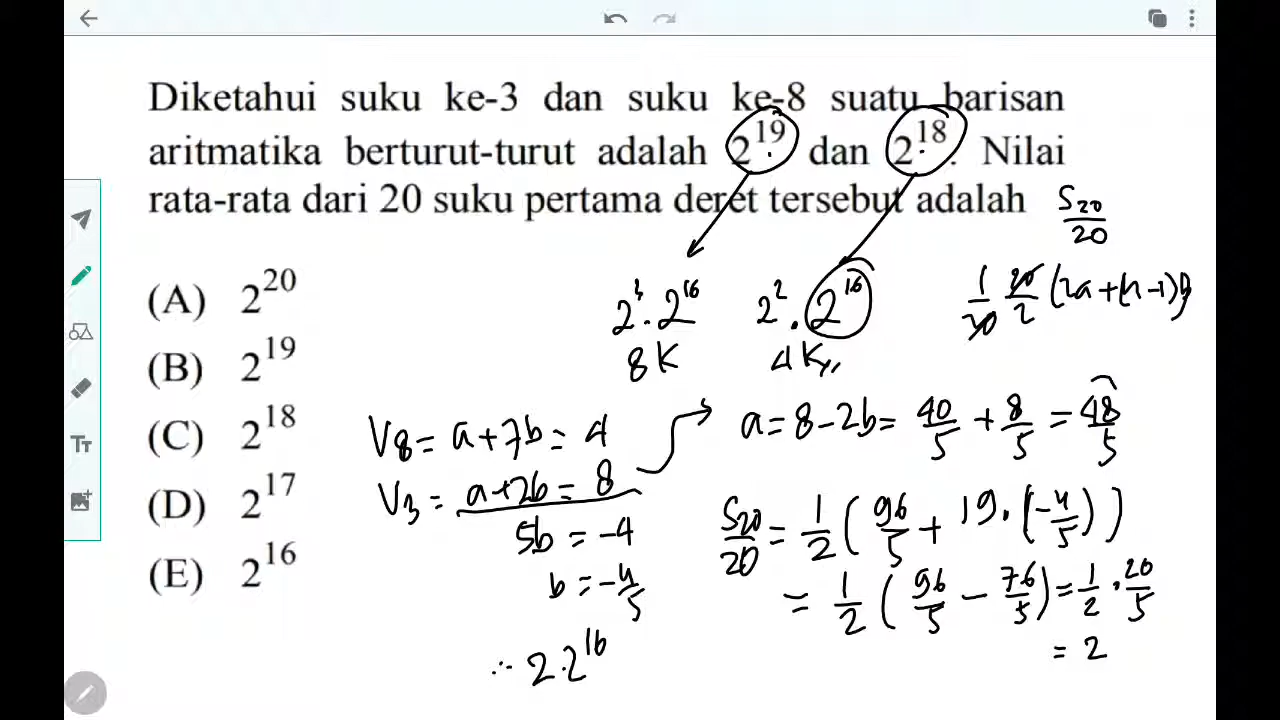 Diketahui suku ke-3 dan suku ke-8 suatu barisan
aritmatika berturut-turut adalah 2^19 dan 2^18. Nilai
rata-rata dari 20 suku pertama deret tersebut adalah
S20/20
(A) 2^20
(B) 2^19
(C) 2^18
(D) 2^17
(E) 2^16
2^3 . 2^16
8K
2^2 . 2^16
4K
1/20 20/2 (2a+(n-1)b)
U8 = a+7b = 4
U3 = a+2b = 8
5b = -4
b = -4/5
a = 8-2b = 40/5 + 8/5 = 48/5
S20/20 = 1/2 (96/5 + 19.(-4/5))
= 1/2 (96/5 - 76/5) = 1/2 . 20/5
= 2
∴ 2.2^16
Tт